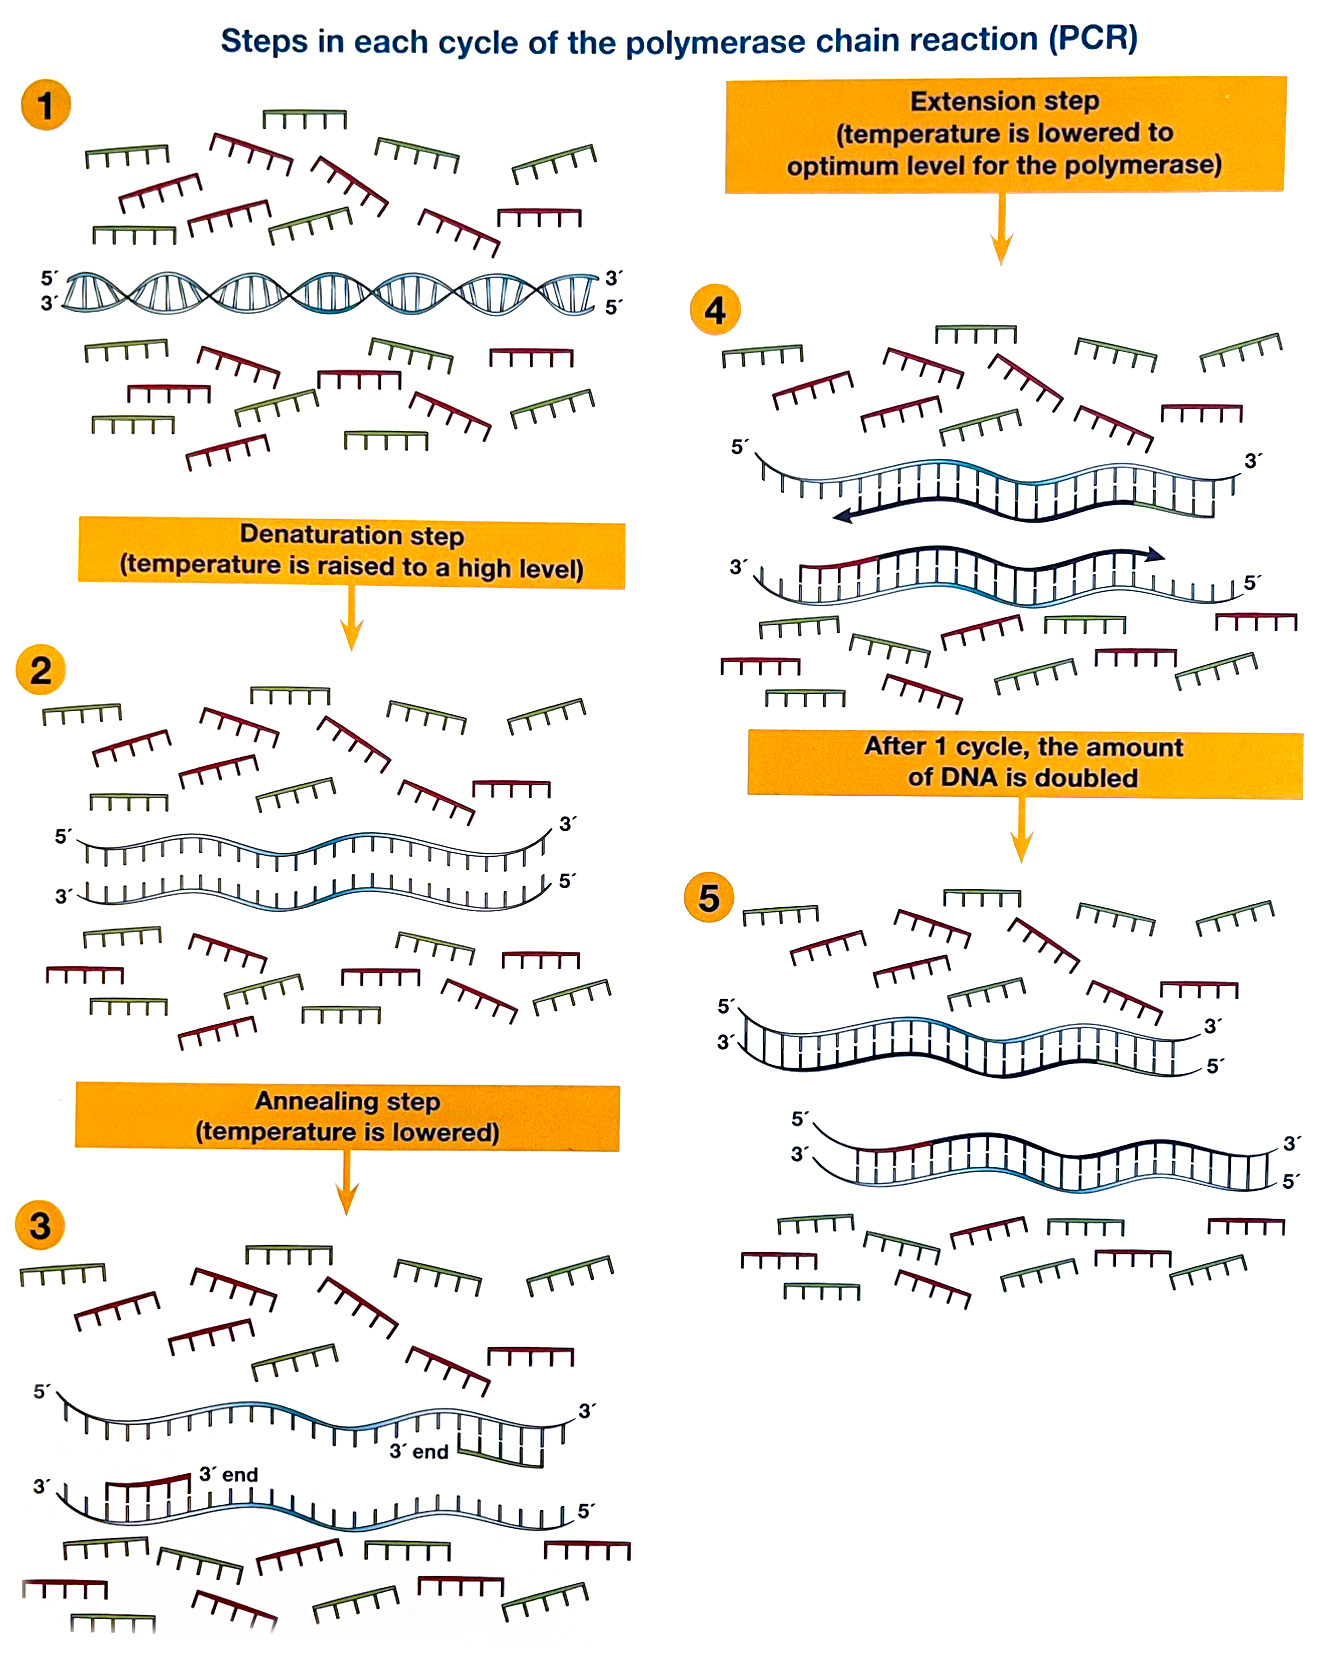 Steps in each cycle of the polymerase chain reaction (PCR)
1
5´ 3´
3´ 5´
Denaturation step
(temperature is raised to a high level)
2
5´ 3´
3´ 5´
Annealing step
(temperature is lowered)
3
5´ 3´
3´ end
3´ end
3´ 5´
Extension step
(temperature is lowered to
optimum level for the polymerase)
4
5´ 3´
3´ 5´
After 1 cycle, the amount
of DNA is doubled
5
5´ 3´
3´ 5´
5´ 3´
3´ 5´